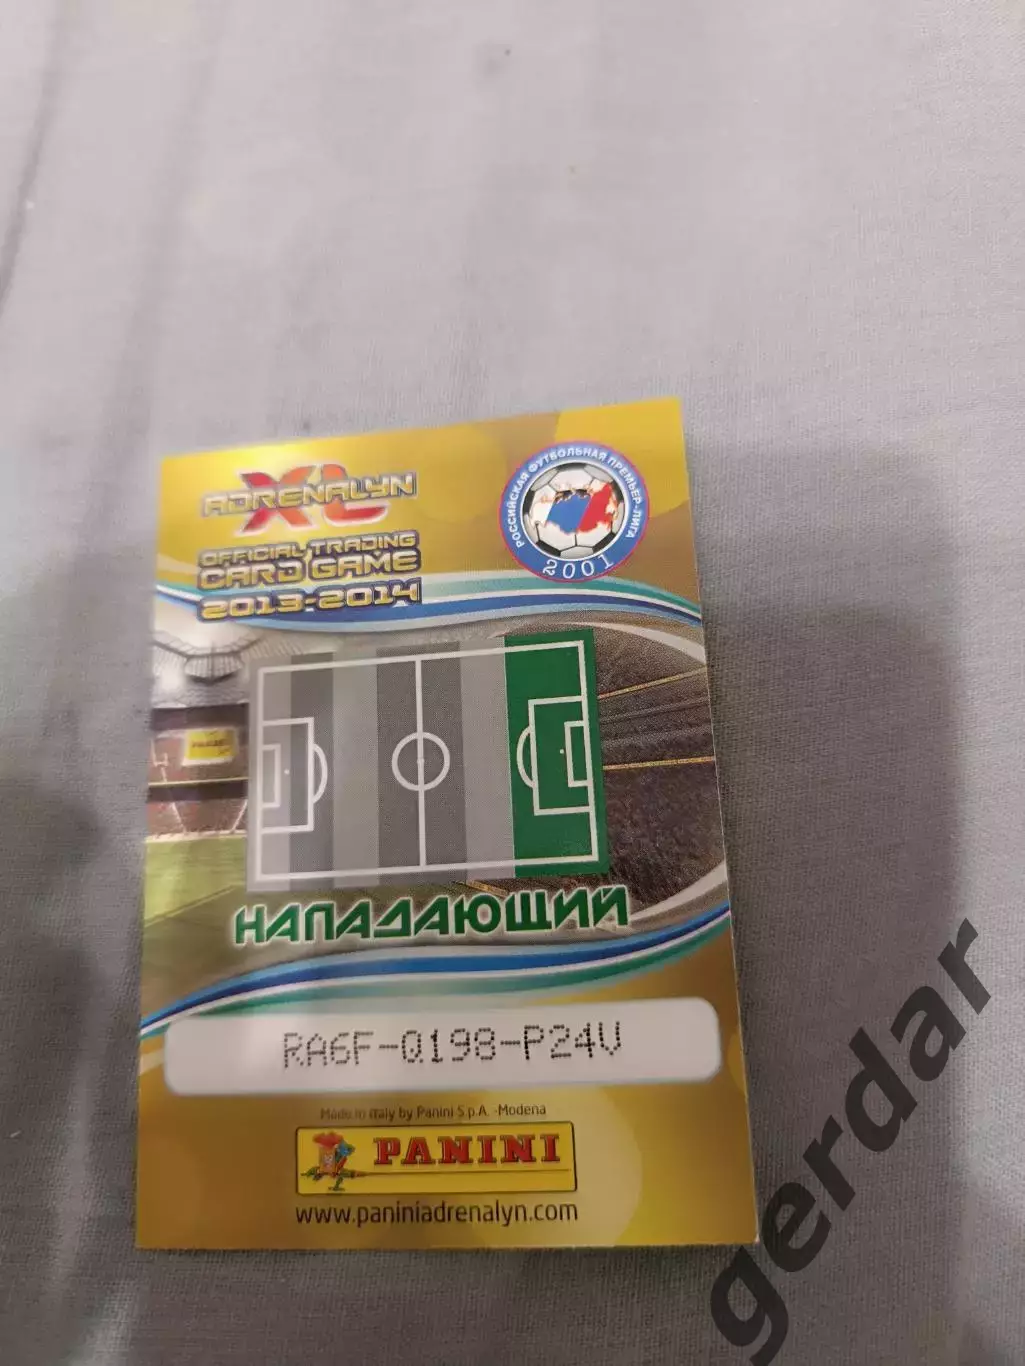 ADRENALYN
XL
OFFICIAL TRADING
CARD GAME
2013-2014
РОССИЙСКАЯ ФУТБОЛЬНАЯ ПРЕМЬЕР-ЛИГА
2001
НАПАДАЮЩИЙ
RA6F-Q198-P24V
Made in Italy by Panini S.p.A. -Modena
PANINI
www.paniniadrenalyn.com
gerdar